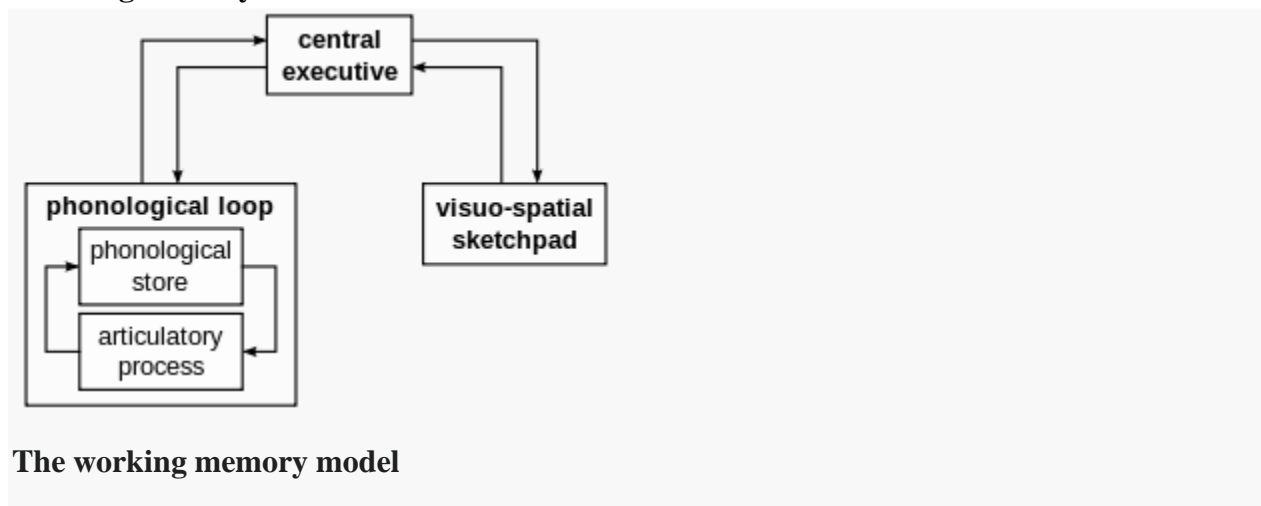 central
executive
phonological loop
phonological
store
articulatory
process
visuo-spatial
sketchpad
The working memory model